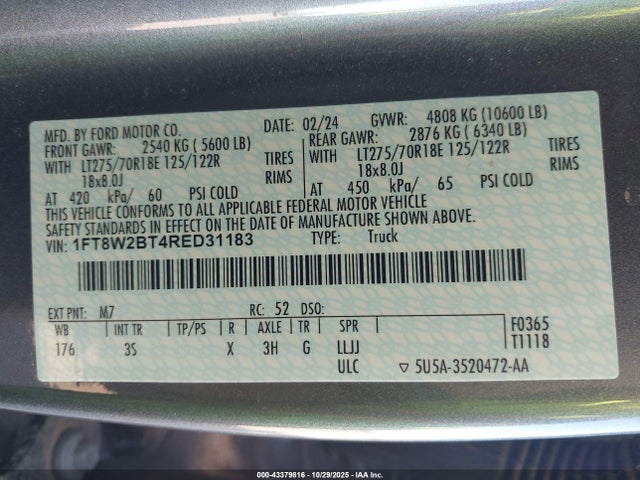 MFD. BY FORD MOTOR CO.
DATE: 02/24 GVWR: 4808 KG (10600 LB)
FRONT GAWR: 2540 KG ( 5600 LB)
REAR GAWR: 2876 KG ( 6340 LB)
WITH LT275/70R18E 125/122R TIRES
WITH LT275/70R18E 125/122R TIRES
18x8.0J RIMS
18x8.0J RIMS
AT 420 kPa/ 60 PSI COLD
AT 450 kPa/ 65 PSI COLD
THIS VEHICLE CONFORMS TO ALL APPLICABLE FEDERAL MOTOR VEHICLE
SAFETY STANDARDS IN EFFECT ON THE DATE OF MANUFACTURE SHOWN ABOVE.
VIN: 1FT8W2BT4RED31183 TYPE: Truck
EXT PNT: M7 RC: 52 DSO:
WB INT TR TP/PS R AXLE TR SPR
176 3S X 3H G LLJJ
ULC
F0365
T1118
5U5A-3520472-AA
000-43379816 - 10/29/2025 - IAA Inc.